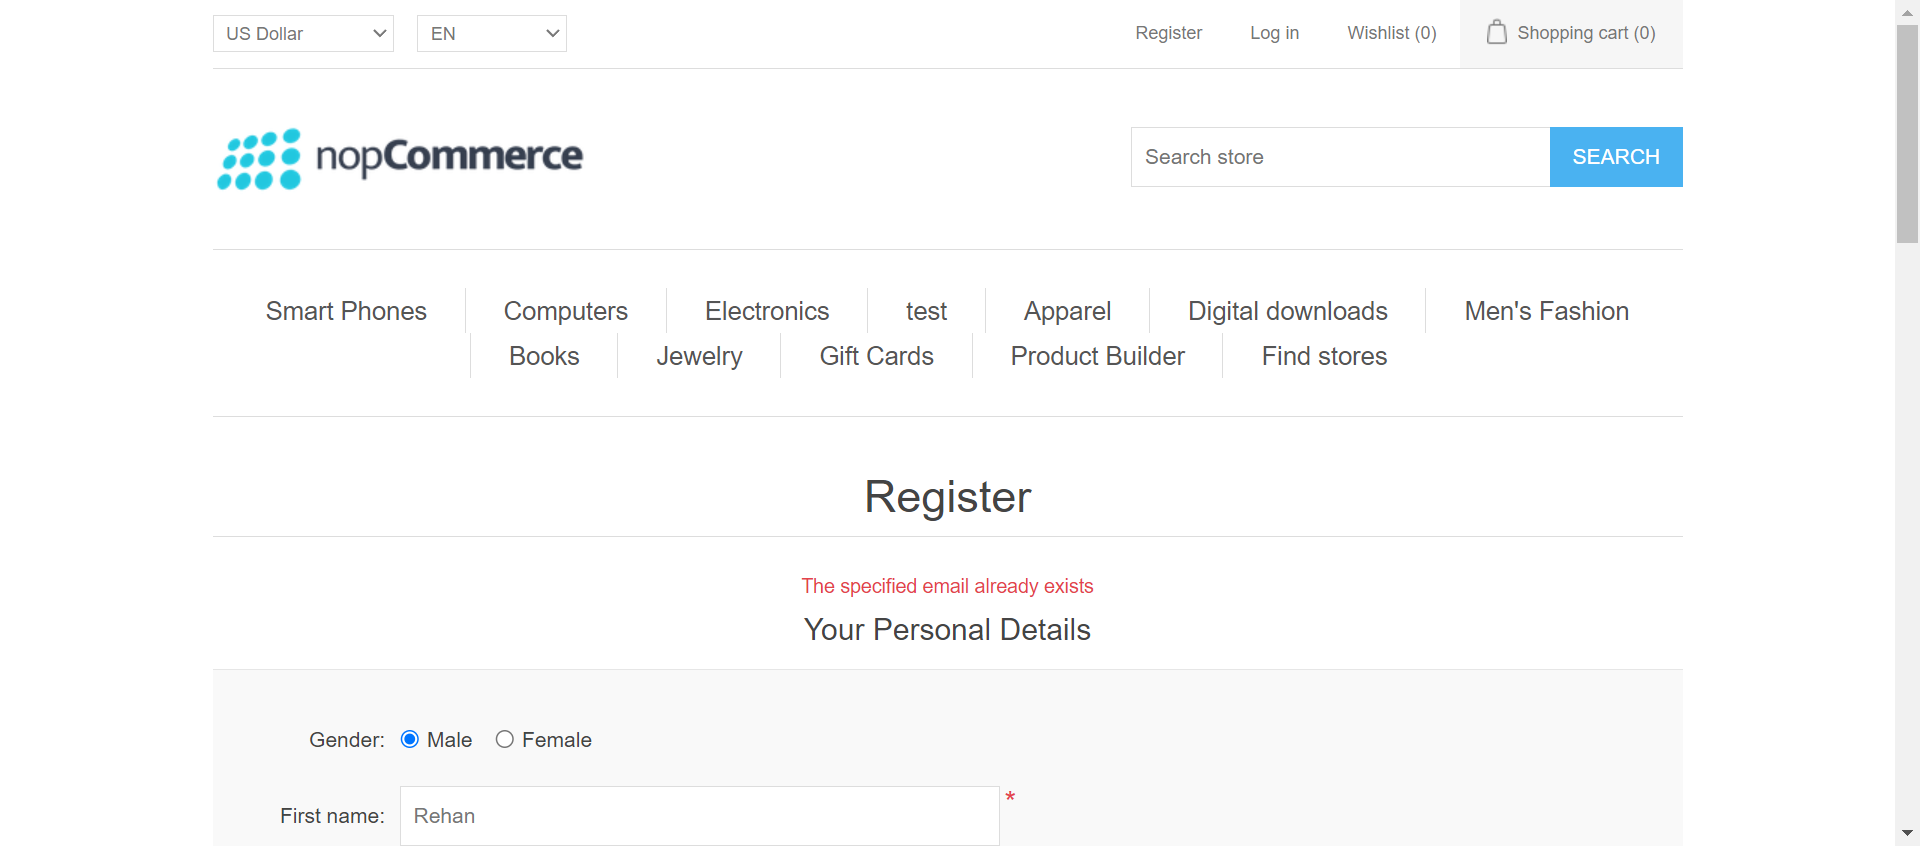 US Dollar EN Register Log in Wishlist (0) Shopping cart (0)
nopCommerce Search store SEARCH
Smart Phones Computers Electronics test Apparel Digital downloads Men's Fashion
Books Jewelry Gift Cards Product Builder Find stores
Register
The specified email already exists
Your Personal Details
Gender: Male Female
First name: Rehan *